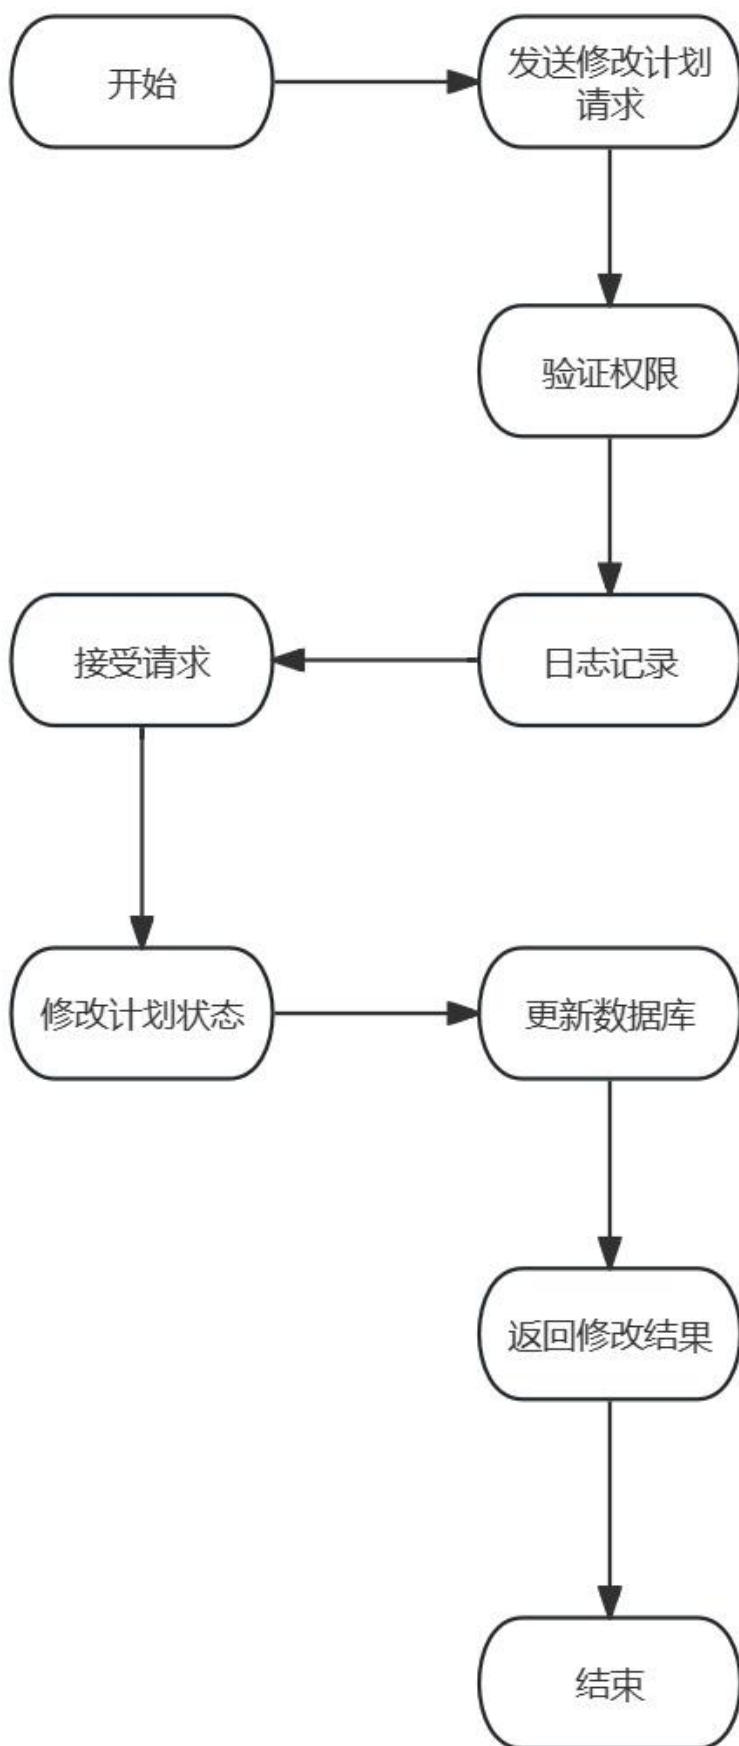 开始
发送修改计划
请求
验证权限
日志记录
接受请求
修改计划状态
更新数据库
返回修改结果
结束